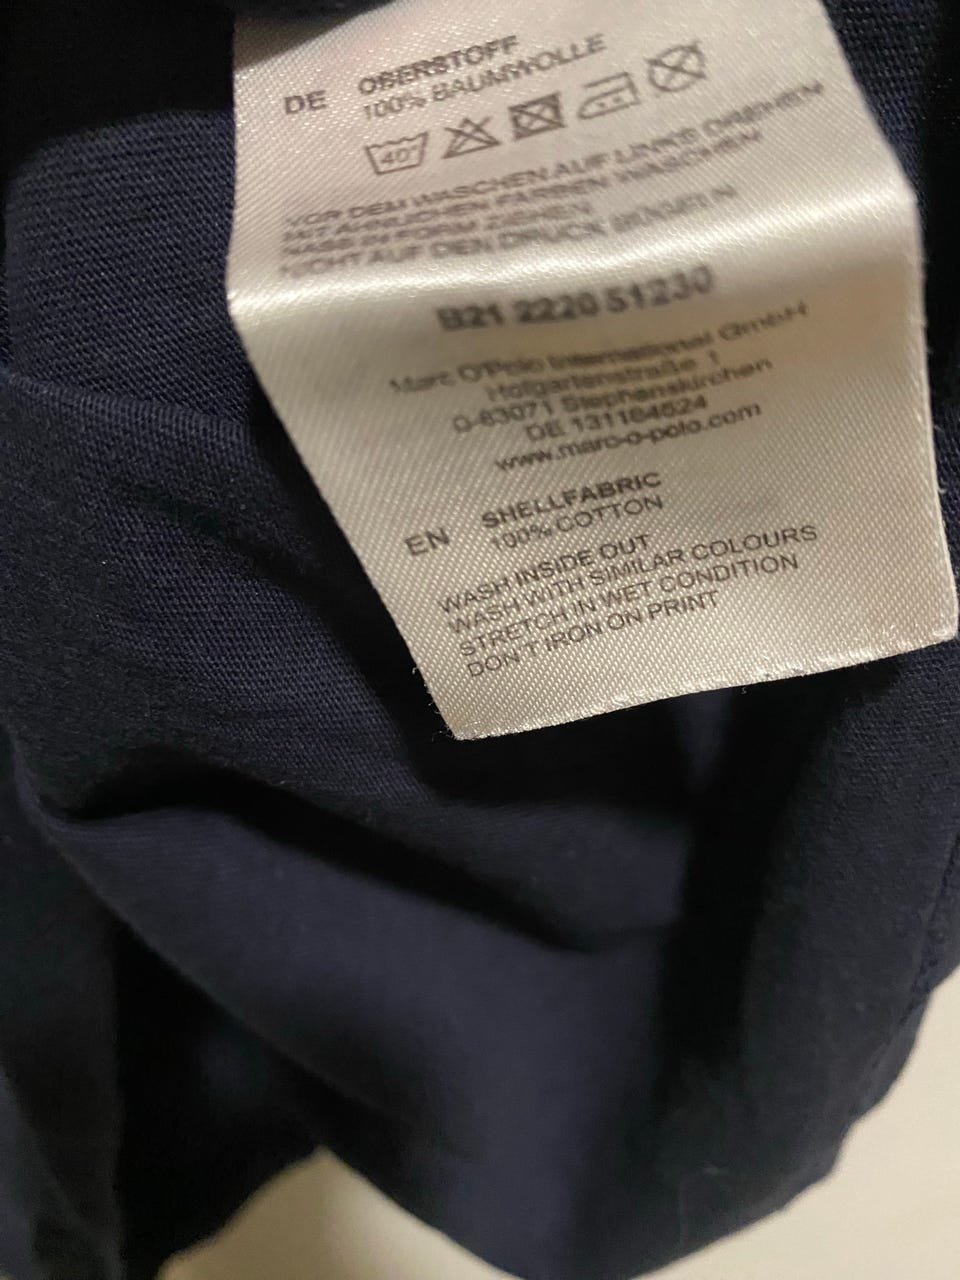 DE OBERSTOFF
100% BAUMWOLLE
40°
VOR DEM WASCHEN AUF LINKS DREHEN
MIT ÄHNLICHEN FARBEN WASCHEN
NASS IN FORM ZIEHEN
NICHT AUF DEN DRUCK BÜGELN
B21 2220 51230
Marc O'Polo International GmbH
Hofgartenstraße 1
D-83071 Stephanskirchen
DE 131184624
www.marc-o-polo.com
EN SHELLFABRIC
100% COTTON
WASH INSIDE OUT
WASH WITH SIMILAR COLOURS
STRETCH IN WET CONDITION
DON'T IRON ON PRINT